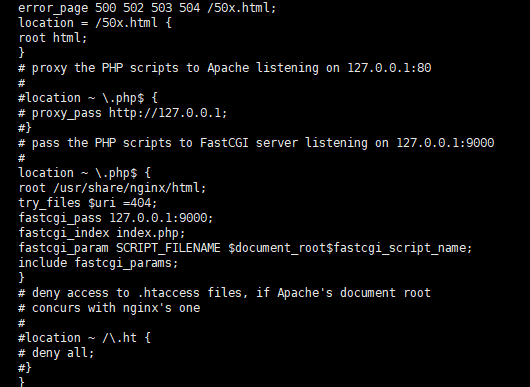 error_page 500 502 503 504 /50x.html;
location = /50x.html {
root html;
}
# proxy the PHP scripts to Apache listening on 127.0.0.1:80
#
#location ~ \.php$ {
# proxy_pass http://127.0.0.1;
#}
# pass the PHP scripts to FastCGI server listening on 127.0.0.1:9000
#
location ~ \.php$ {
root /usr/share/nginx/html;
try_files $uri =404;
fastcgi_pass 127.0.0.1:9000;
fastcgi_index index.php;
fastcgi_param SCRIPT_FILENAME $document_root$fastcgi_script_name;
include fastcgi_params;
}
# deny access to .htaccess files, if Apache's document root
# concurs with nginx's one
#
#location ~ /\.ht {
# deny all;
#}
}